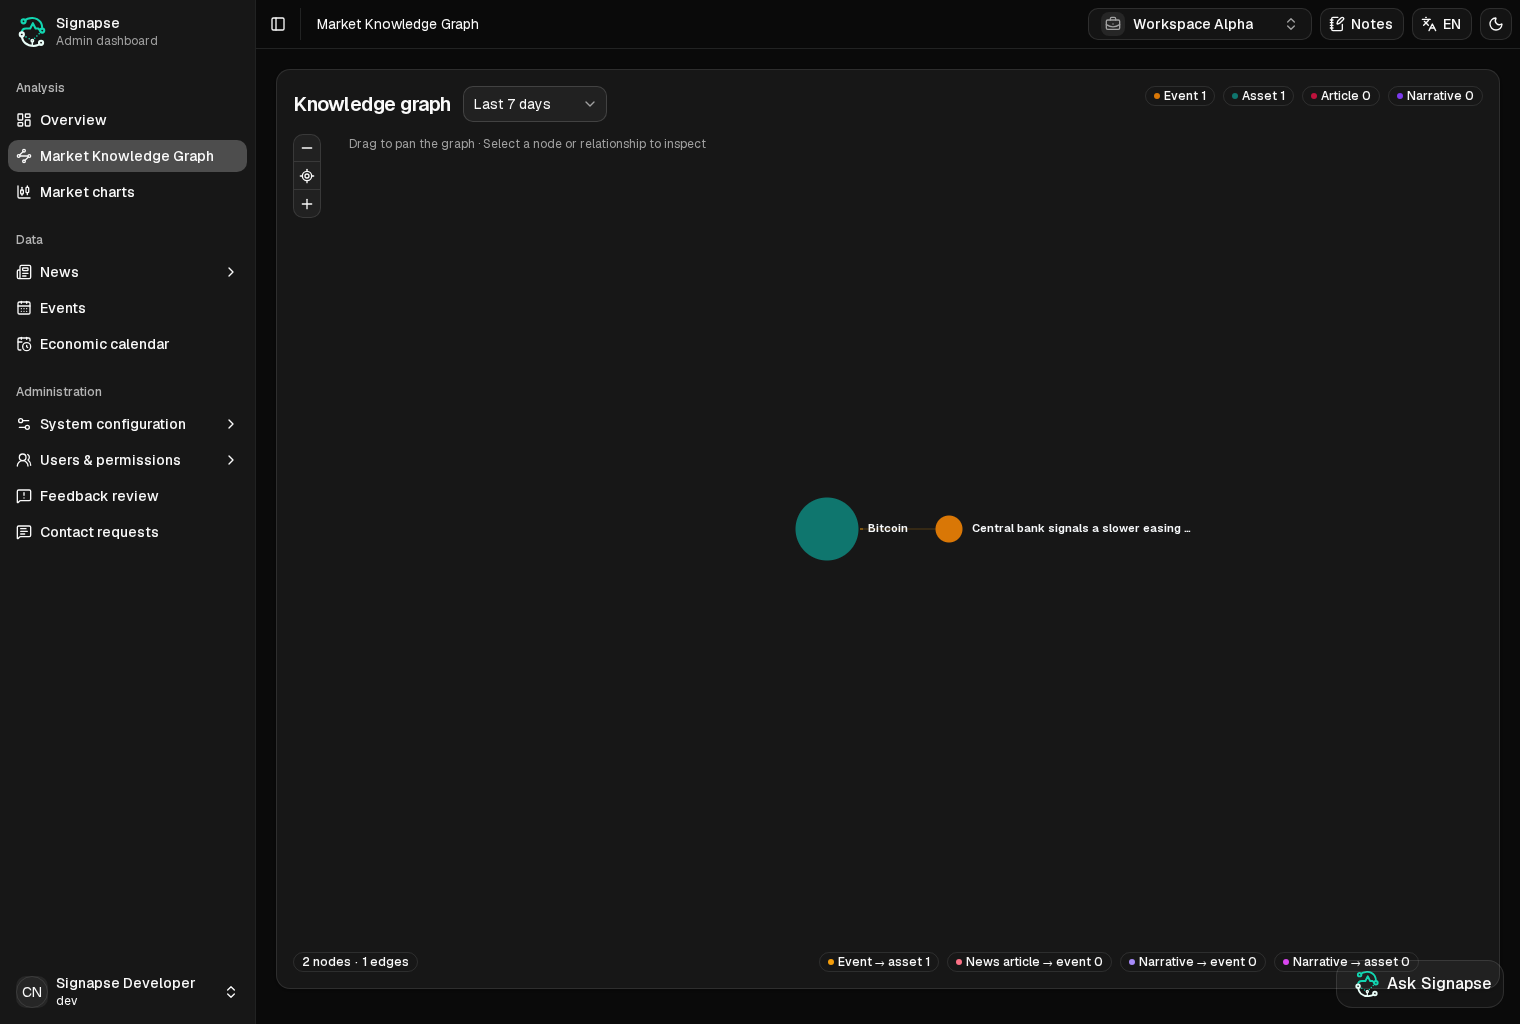 Signapse
Admin dashboard
Analysis
Overview
Market Knowledge Graph
Market charts
Data
News
Events
Economic calendar
Administration
System configuration
Users & permissions
Feedback review
Contact requests
CN
Signapse Developer
dev
Market Knowledge Graph
Workspace Alpha
Notes
EN
Knowledge graph
Last 7 days
Event 1
Asset 1
Article 0
Narrative 0
Drag to pan the graph · Select a node or relationship to inspect
Bitcoin
Central bank signals a slower easing ...
2 nodes · 1 edges
Event → asset 1
News article → event 0
Narrative → event 0
Narrative → asset 0
Ask Signapse